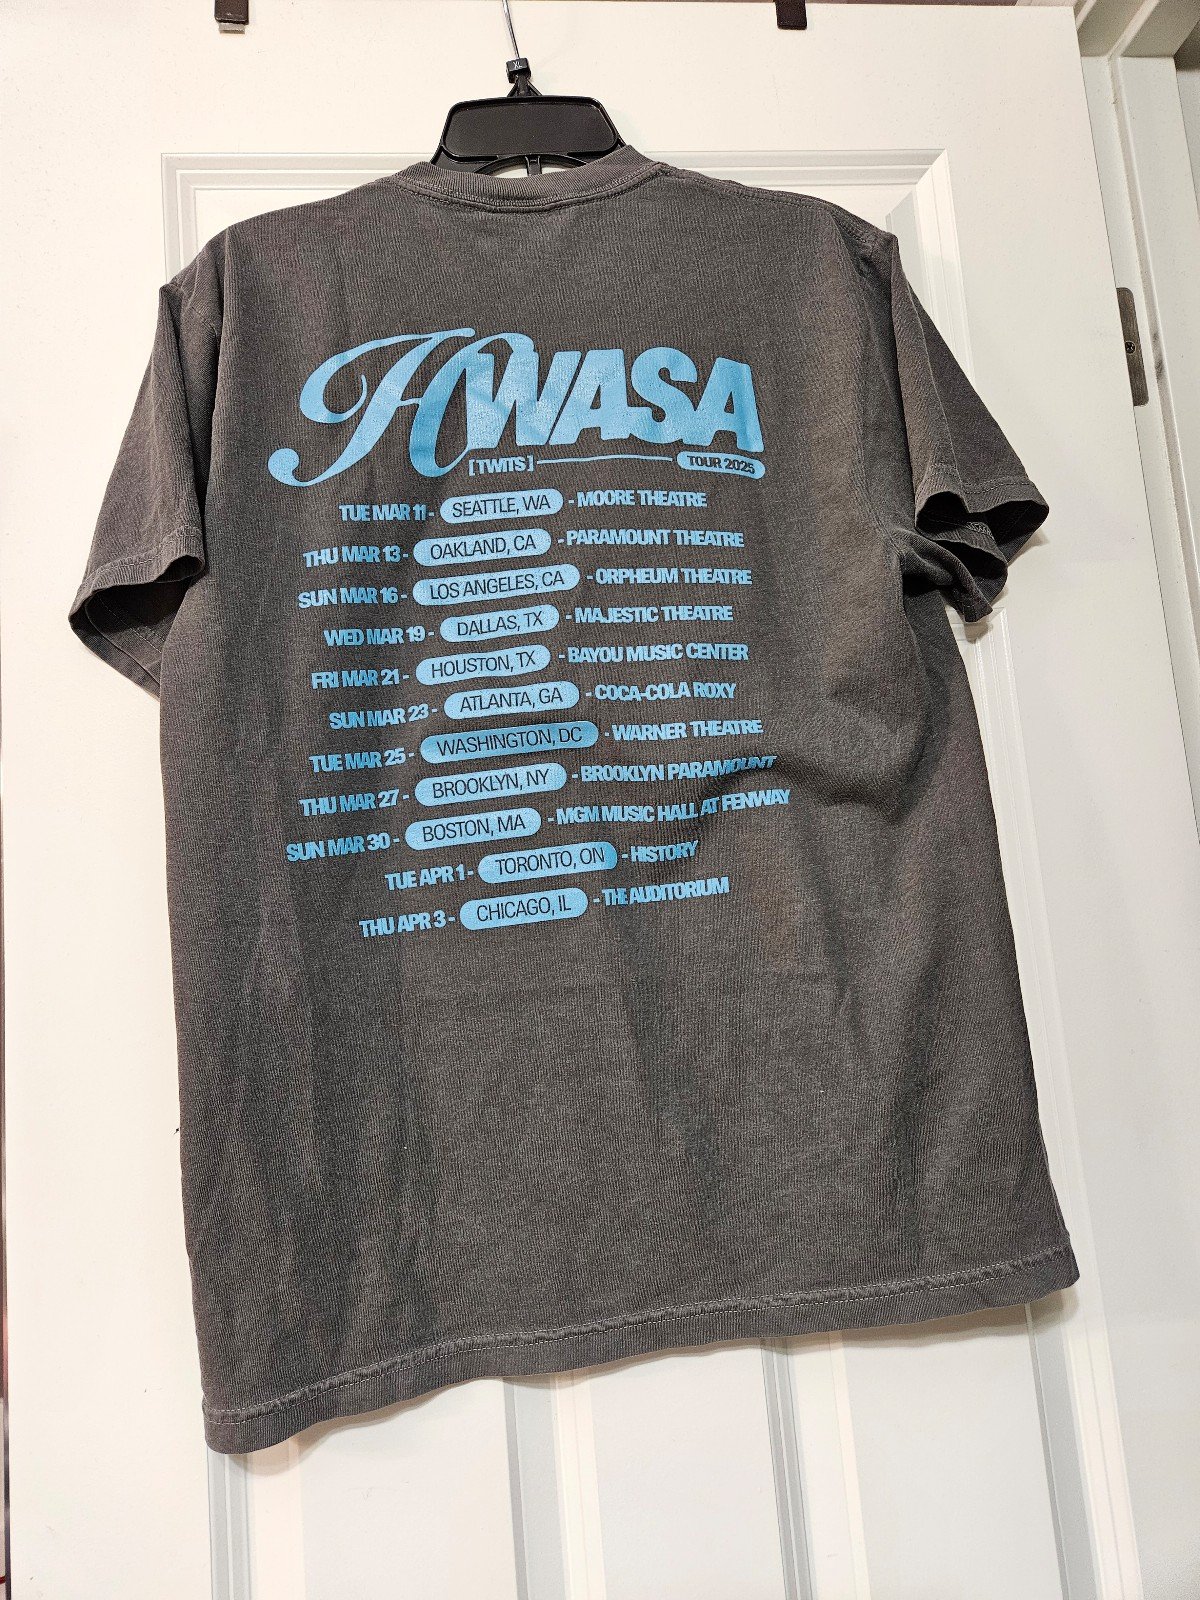 XL
HWASA
[TWITS] TOUR 2025
TUE MAR 11 - SEATTLE, WA - MOORE THEATRE
THU MAR 13 - OAKLAND, CA - PARAMOUNT THEATRE
SUN MAR 16 - LOS ANGELES, CA - ORPHEUM THEATRE
WED MAR 19 - DALLAS, TX - MAJESTIC THEATRE
FRI MAR 21 - HOUSTON, TX - BAYOU MUSIC CENTER
SUN MAR 23 - ATLANTA, GA - COCA-COLA ROXY
TUE MAR 25 - WASHINGTON, DC - WARNER THEATRE
THU MAR 27 - BROOKLYN, NY - BROOKLYN PARAMOUNT
SUN MAR 30 - BOSTON, MA - MGM MUSIC HALL AT FENWAY
TUE APR 1 - TORONTO, ON - HISTORY
THU APR 3 - CHICAGO, IL - THE AUDITORIUM